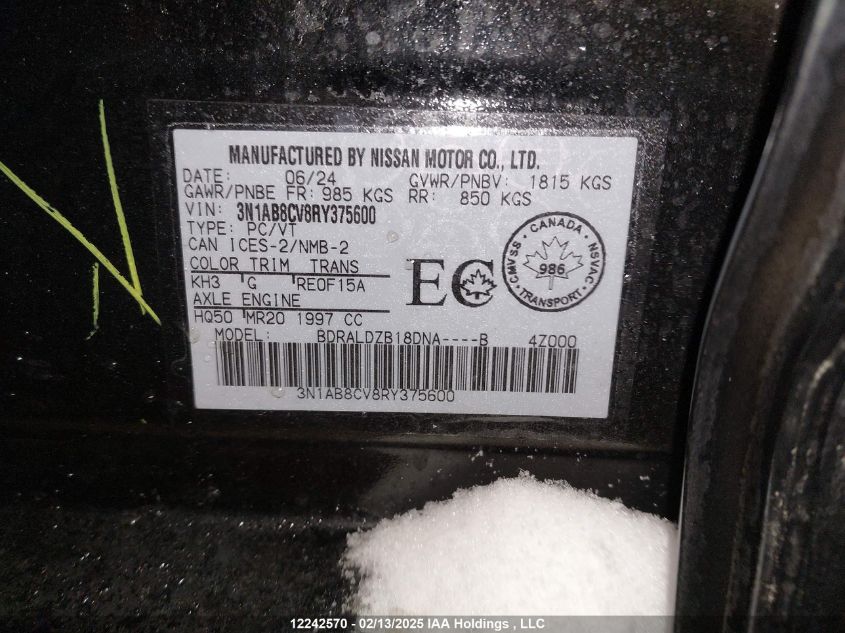 MANUFACTURED BY NISSAN MOTOR CO., LTD.
DATE: 06/24 GVWR/PNBV: 1815 KGS
GAWR/PNBE FR: 985 KGS RR: 850 KGS
VIN: 3N1AB8CV8RY375600
TYPE: PC/VT
CAN ICES-2/NMB-2
COLOR TRIM TRANS
KH3 G RE0F15A
AXLE ENGINE
HQ50 MR20 1997 CC
EC
CANADA
CMVSS NSVAC
986
TRANSPORT
MODEL: BDRALDZB18DNA----B 4Z000
3N1AB8CV8RY375600
12242570 - 02/13/2025 IAA Holdings , LLC